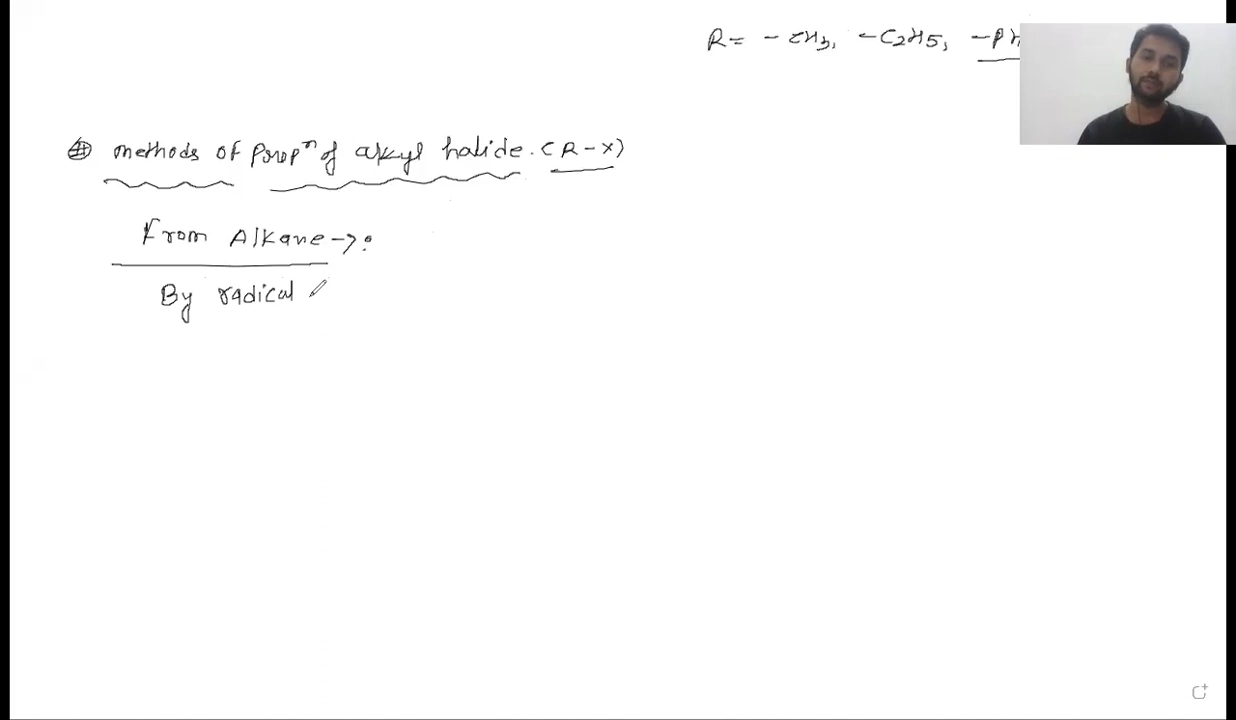 R= -CH3, -C2H5, -PH
# methods of prepn of alkyl halide. (R-X)
From Alkane →:
By radical